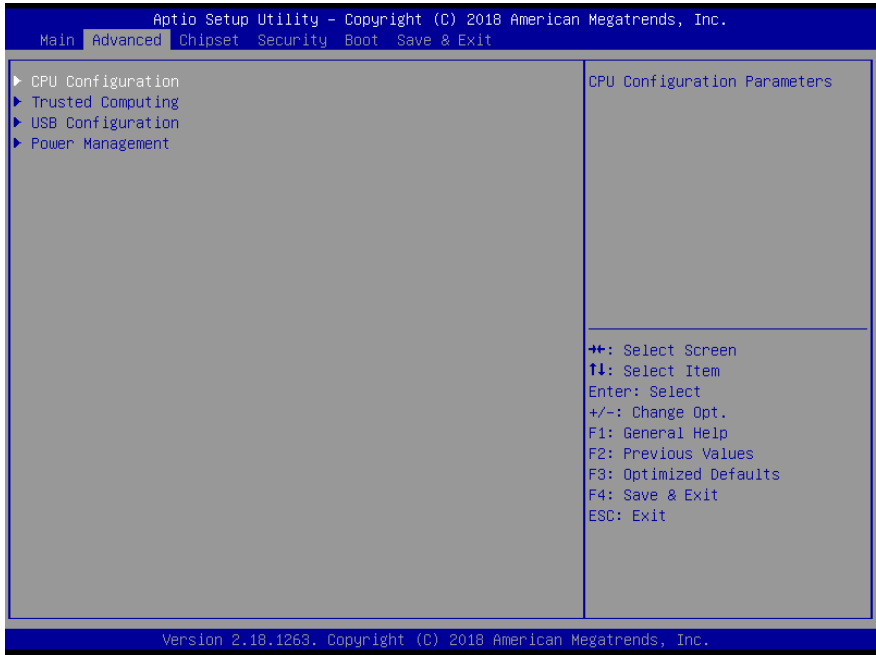 Aptio Setup Utility – Copyright (C) 2018 American Megatrends, Inc.
Main Advanced Chipset Security Boot Save & Exit
CPU Configuration
Trusted Computing
USB Configuration
Power Management
CPU Configuration Parameters
→←: Select Screen
↑↓: Select Item
Enter: Select
+/-: Change Opt.
F1: General Help
F2: Previous Values
F3: Optimized Defaults
F4: Save & Exit
ESC: Exit
Version 2.18.1263. Copyright (C) 2018 American Megatrends, Inc.